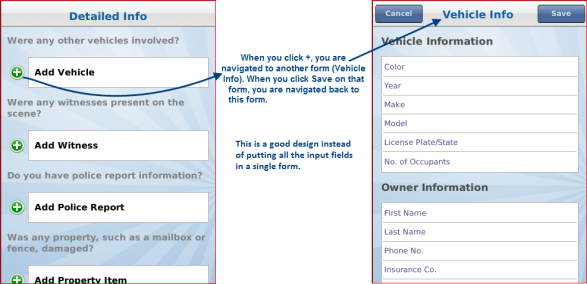 Detailed Info
Were any other vehicles involved?
Add Vehicle
Were any witnesses present on the
scene?
Add Witness
Do you have police report information?
Add Police Report
Was any property, such as a mailbox or
fence, damaged?
Add Property Item
When you click +, you are
navigated to another form (Vehicle
Info). When you click Save on that
form, you are navigated back to
this form.
This is a good design instead
of putting all the input fields
in a single form.
Cancel
Vehicle Info
Save
Vehicle Information
Color
Year
Make
Model
License Plate/State
No. of Occupants
Owner Information
First Name
Last Name
Phone No.
Insurance Co.